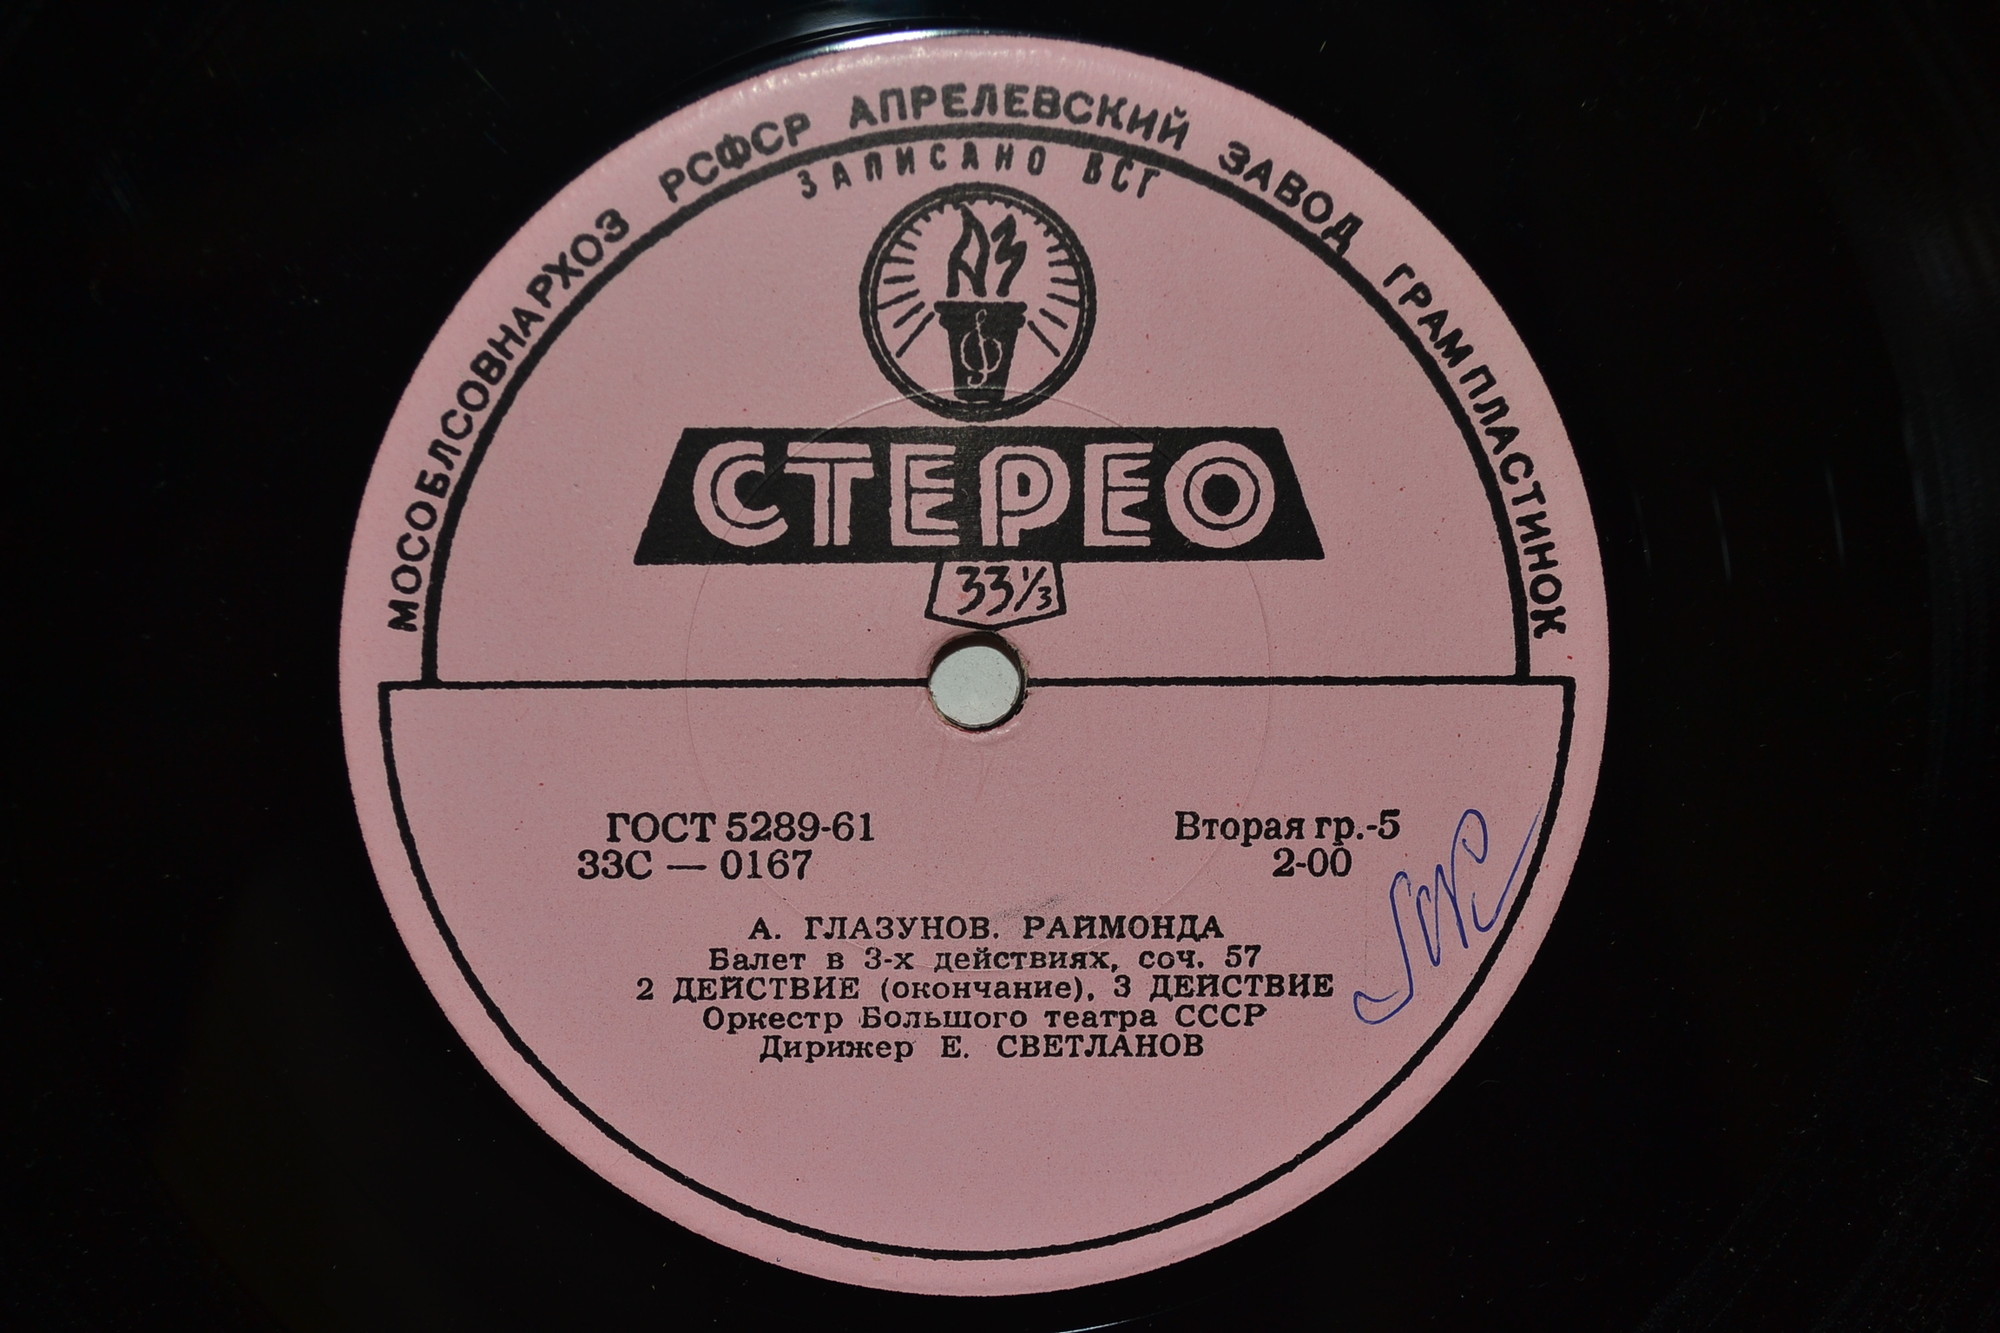 МОСОБЛСОВНАРХОЗ РСФСР АПРЕЛЕВСКИЙ ЗАВОД ГРАМПЛАСТИНОК
ЗАПИСАНО ВСГ
АЗ
СТЕРЕО
33⅓
ГОСТ 5289-61
Вторая гр.-5
33С — 0167
2-00
А. ГЛАЗУНОВ. РАЙМОНДА
Балет в 3-х действиях, соч. 57
2 ДЕЙСТВИЕ (окончание), 3 ДЕЙСТВИЕ
Оркестр Большого театра СССР
Дирижер Е. СВЕТЛАНОВ